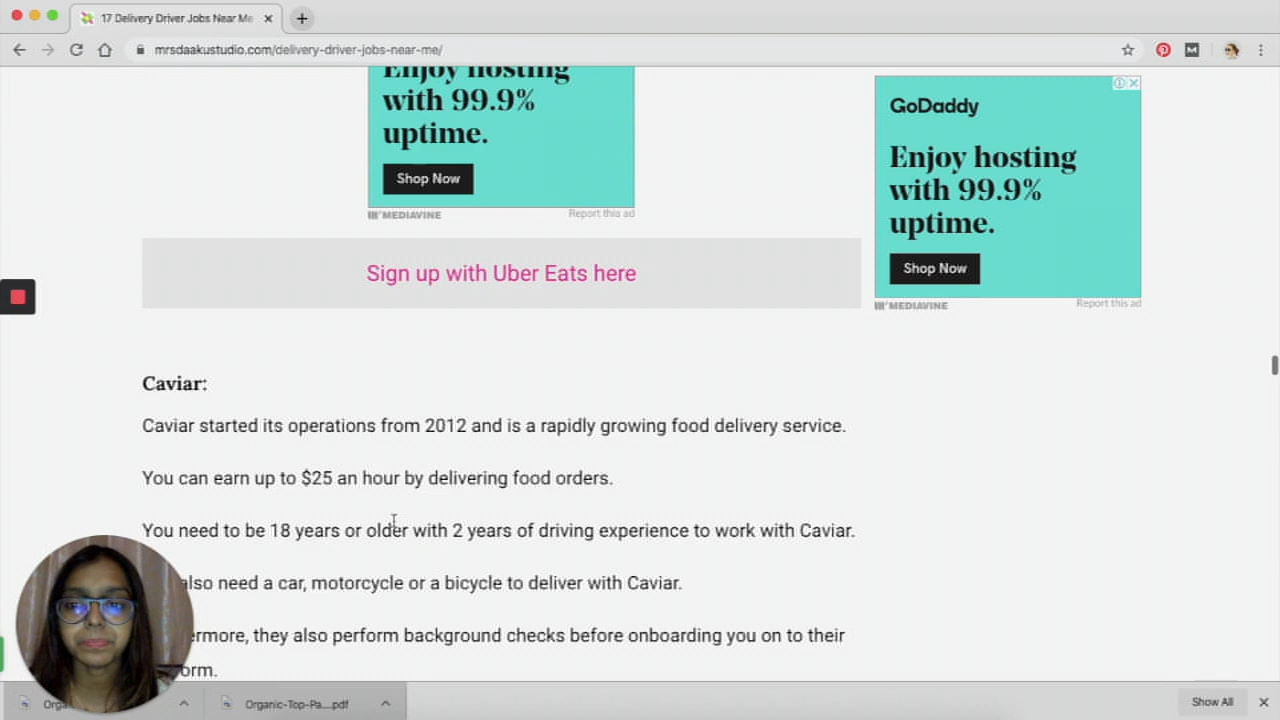 17 Delivery Driver Jobs Near Me
mrsdaakustudio.com/delivery-driver-jobs-near-me/
Enjoy hosting
with 99.9%
uptime.
Shop Now
MEDIAVINE
Report this ad
GoDaddy
Enjoy hosting
with 99.9%
uptime.
Shop Now
MEDIAVINE
Report this ad
Sign up with Uber Eats here
Caviar:
Caviar started its operations from 2012 and is a rapidly growing food delivery service.
You can earn up to $25 an hour by delivering food orders.
You need to be 18 years or older with 2 years of driving experience to work with Caviar.
also need a car, motorcycle or a bicycle to deliver with Caviar.
ermore, they also perform background checks before onboarding you on to their
orm.
Orga
Organic-Top-Pa....pdf
Show All